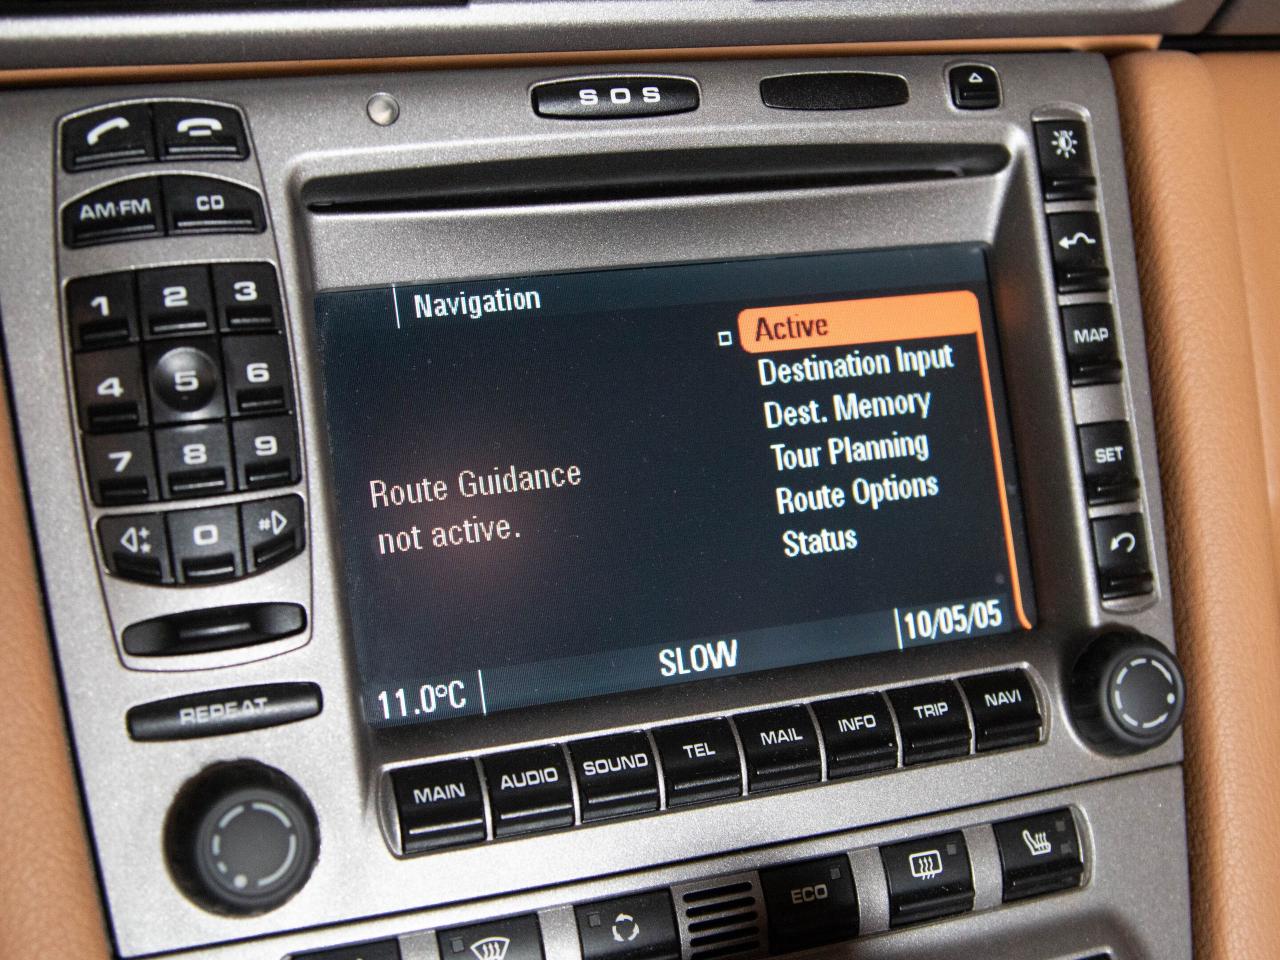 SOS
AM·FM
CD
1 2 3
4 5 6
7 8 9
0 #
REPEAT
MAP
SET
Navigation
Active
Destination Input
Dest. Memory
Tour Planning
Route Options
Status
Route Guidance
not active.
11.0°C
SLOW
10/05/05
MAIN AUDIO SOUND TEL MAIL INFO TRIP NAVI
ECO